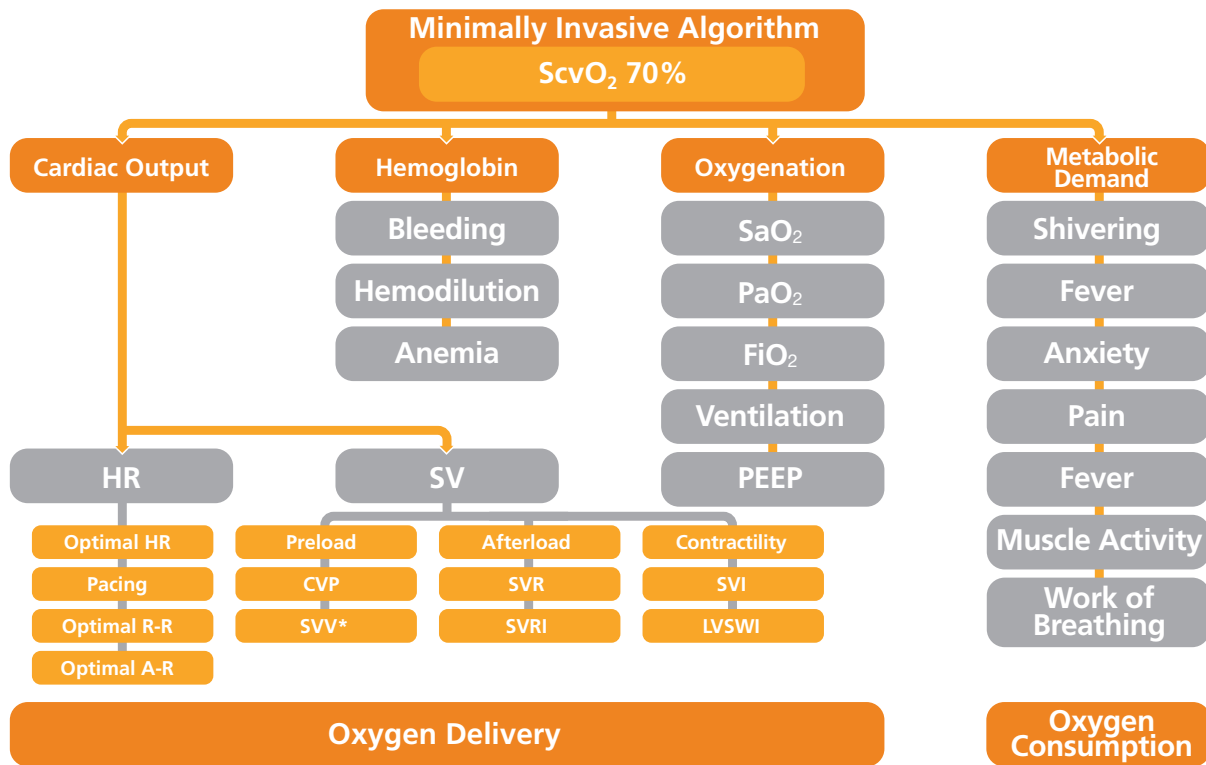 Minimally Invasive Algorithm
ScvO₂ 70%
Cardiac Output
Hemoglobin
Oxygenation
Metabolic
Demand
Bleeding
SaO₂
Shivering
Hemodilution
PaO₂
Fever
Anemia
FiO₂
Anxiety
Ventilation
Pain
HR
SV
PEEP
Fever
Optimal HR
Preload
Afterload
Contractility
Muscle Activity
Pacing
CVP
SVR
SVI
Work of
Breathing
Optimal R-R
SVV*
SVRI
LVSWI
Optimal A-R
Oxygen Delivery
Oxygen
Consumption